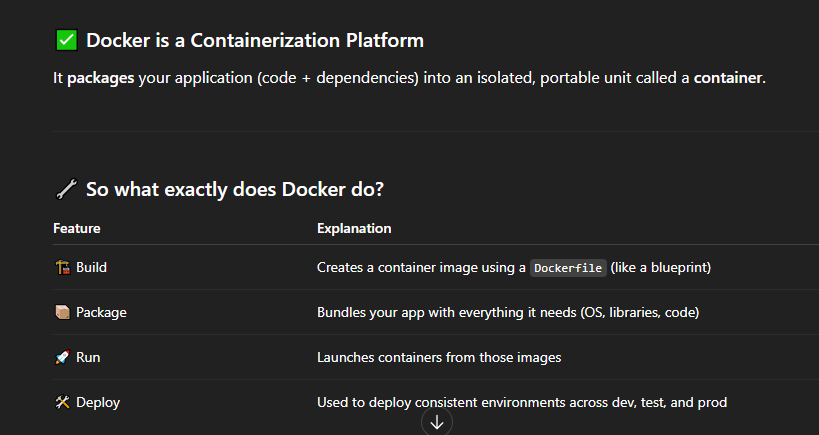 ✅ Docker is a Containerization Platform
It packages your application (code + dependencies) into an isolated, portable unit called a container.
🔧 So what exactly does Docker do?
Feature Explanation
🏗️ Build Creates a container image using a Dockerfile (like a blueprint)
📦 Package Bundles your app with everything it needs (OS, libraries, code)
🚀 Run Launches containers from those images
🛠️ Deploy Used to deploy consistent environments across dev, test, and prod